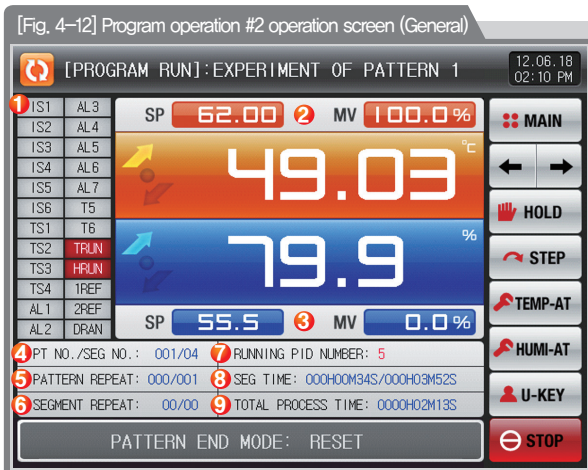 [Fig. 4-12] Program operation #2 operation screen (General)
[PROGRAM RUN]:EXPERIMENT OF PATTERN 1
12.06.18
02:10 PM
1
IS1 AL3
IS2 AL4
IS3 AL5
IS4 AL6
IS5 AL7
IS6 T5
TS1 T6
TS2 TRUN
TS3 HRUN
TS4 1REF
AL1 2REF
AL2 DRAN
SP 62.00 2 MV 100.0%
49.03 °C
79.9 %
SP 55.5 3 MV 0.0%
4 PT NO./SEG NO.: 001/04 7 RUNNING PID NUMBER: 5
5 PATTERN REPEAT: 000/001 8 SEG TIME: 000H00M34S/000H03M52S
6 SEGMENT REPEAT: 00/00 9 TOTAL PROCESS TIME: 0000H02M13S
PATTERN END MODE: RESET
MAIN
← →
HOLD
STEP
TEMP-AT
HUMI-AT
U-KEY
STOP